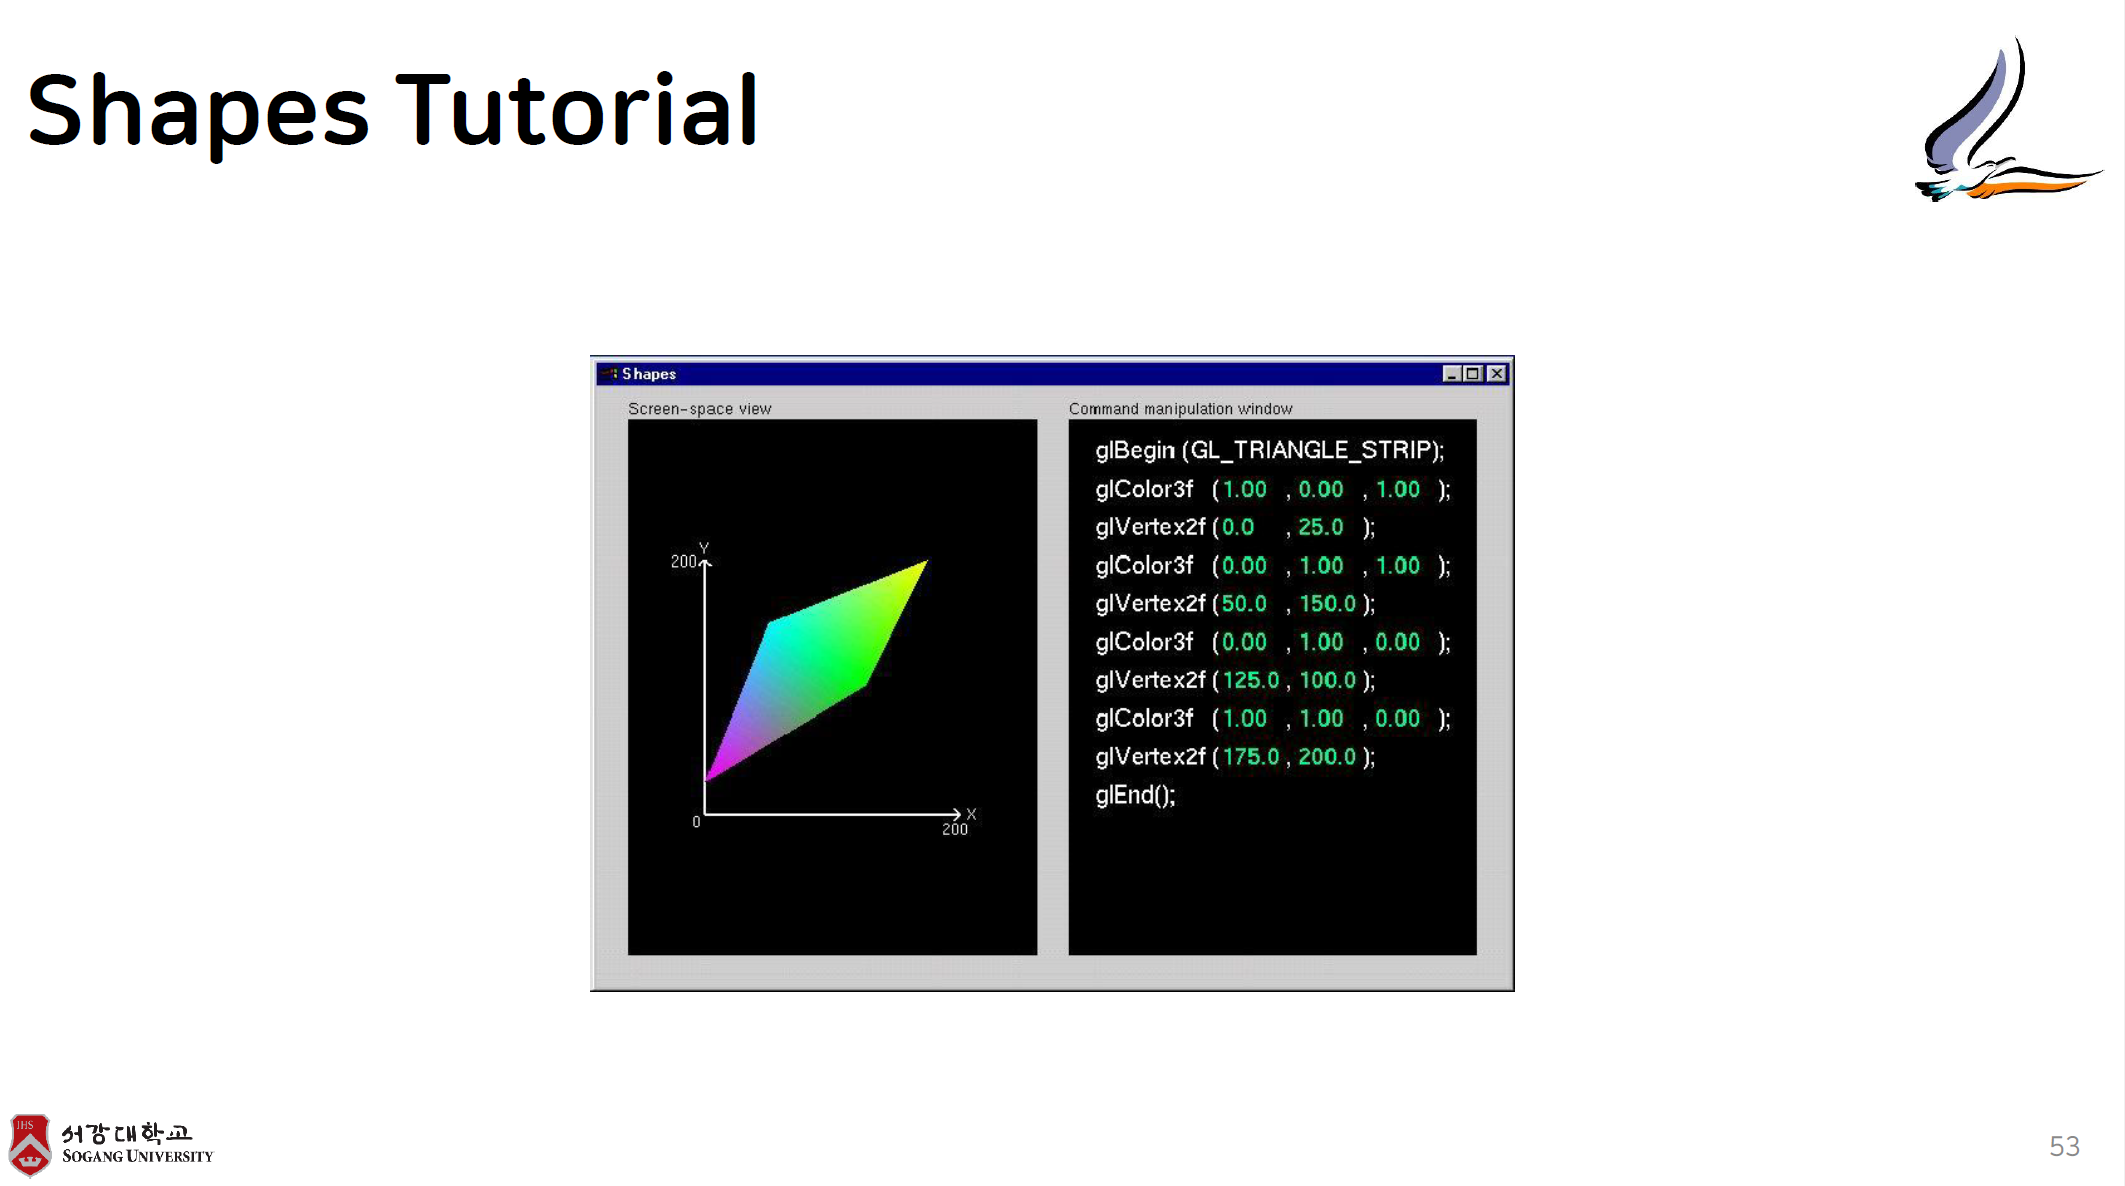 Shapes Tutorial
Shapes
Screen-space view
Y
200
0
X
200
Command manipulation window
glBegin (GL_TRIANGLE_STRIP);
glColor3f (1.00 , 0.00 , 1.00 );
glVertex2f (0.0 , 25.0 );
glColor3f (0.00 , 1.00 , 1.00 );
glVertex2f (50.0 , 150.0 );
glColor3f (0.00 , 1.00 , 0.00 );
glVertex2f (125.0 , 100.0 );
glColor3f (1.00 , 1.00 , 0.00 );
glVertex2f (175.0 , 200.0 );
glEnd();
JHS
서강대학교
SOGANG UNIVERSITY
53